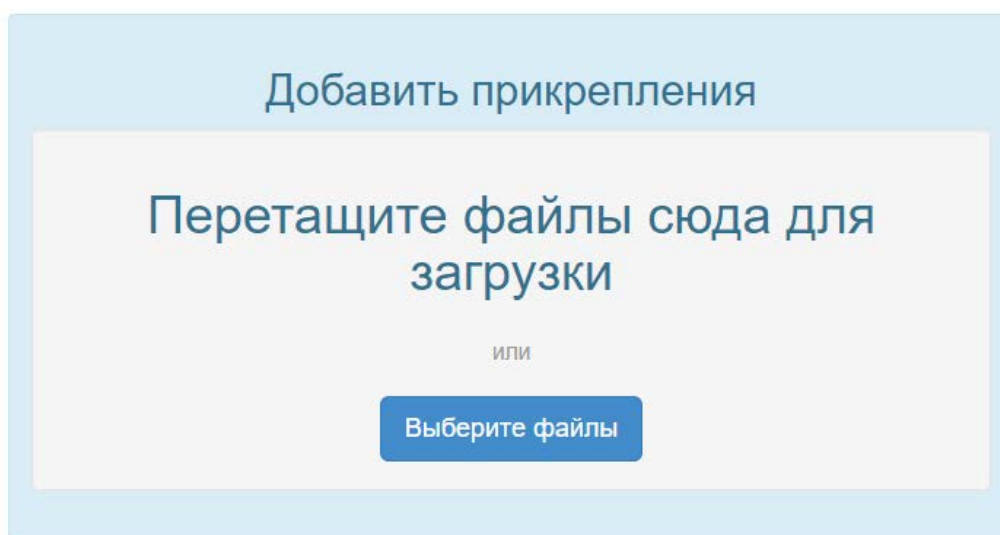 Добавить прикрепления
Перетащите файлы сюда для
загрузки
или
Выберите файлы